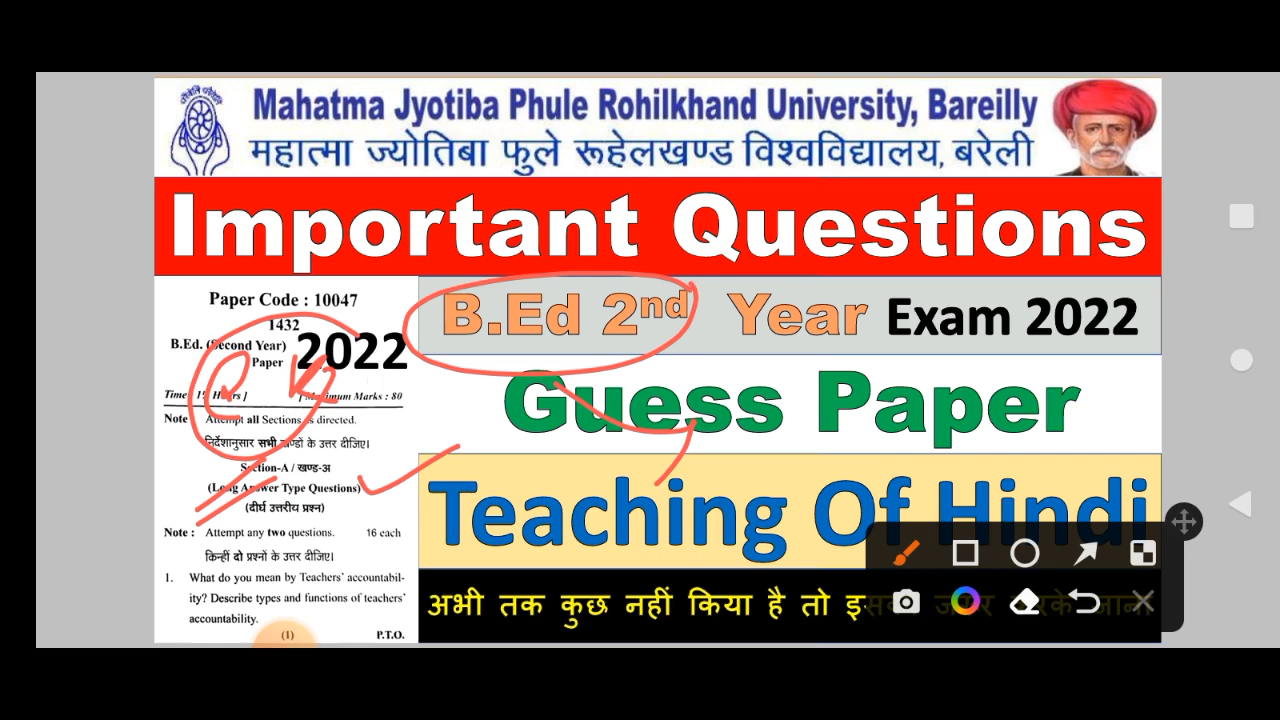 Mahatma Jyotiba Phule Rohilkhand University, Bareilly
महात्मा ज्योतिबा फुले रूहेलखण्ड विश्वविद्यालय, बरेली
Important Questions
Paper Code : 10047
1432
B.Ed. (Second Year)
Paper
2022
Time : Hours ] [ Maximum Marks : 80
Note Attempt all Sections as directed.
निर्देशानुसार सभी खण्डों के उत्तर दीजिए।
Section-A / खण्ड-अ
(Long Answer Type Questions)
(दीर्घ उत्तरीय प्रश्न)
Note : Attempt any two questions. 16 each
किन्हीं दो प्रश्नों के उत्तर दीजिए।
1. What do you mean by Teachers' accountabil-
ity? Describe types and functions of teachers'
accountability.
(1) P.T.O.
B.Ed 2nd Year Exam 2022
Guess Paper
Teaching Of Hindi
अभी तक कुछ नहीं किया है तो